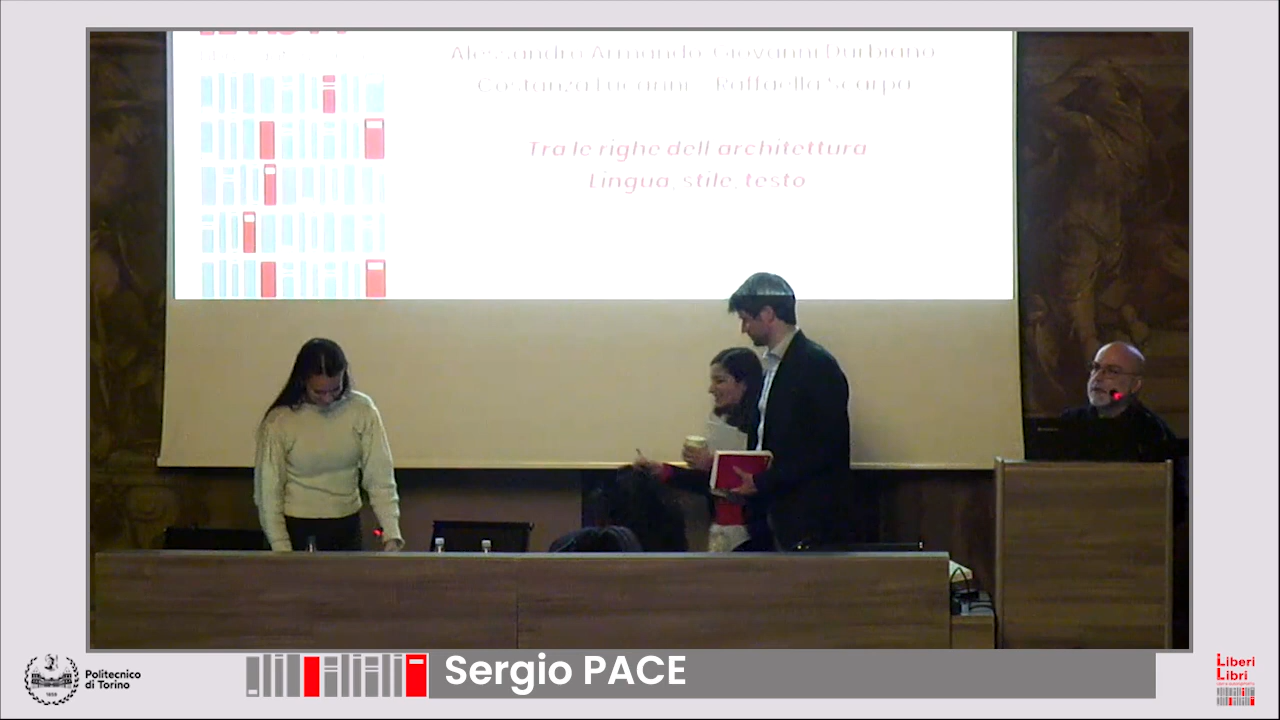 Alessandro Armando Giovanni Durbiano
Costanza Lucarini Raffaella Scarpa
Tra le righe dell'architettura
Lingua, stile, testo
Politecnico
di Torino
Sergio PACE
Liberi
Libri